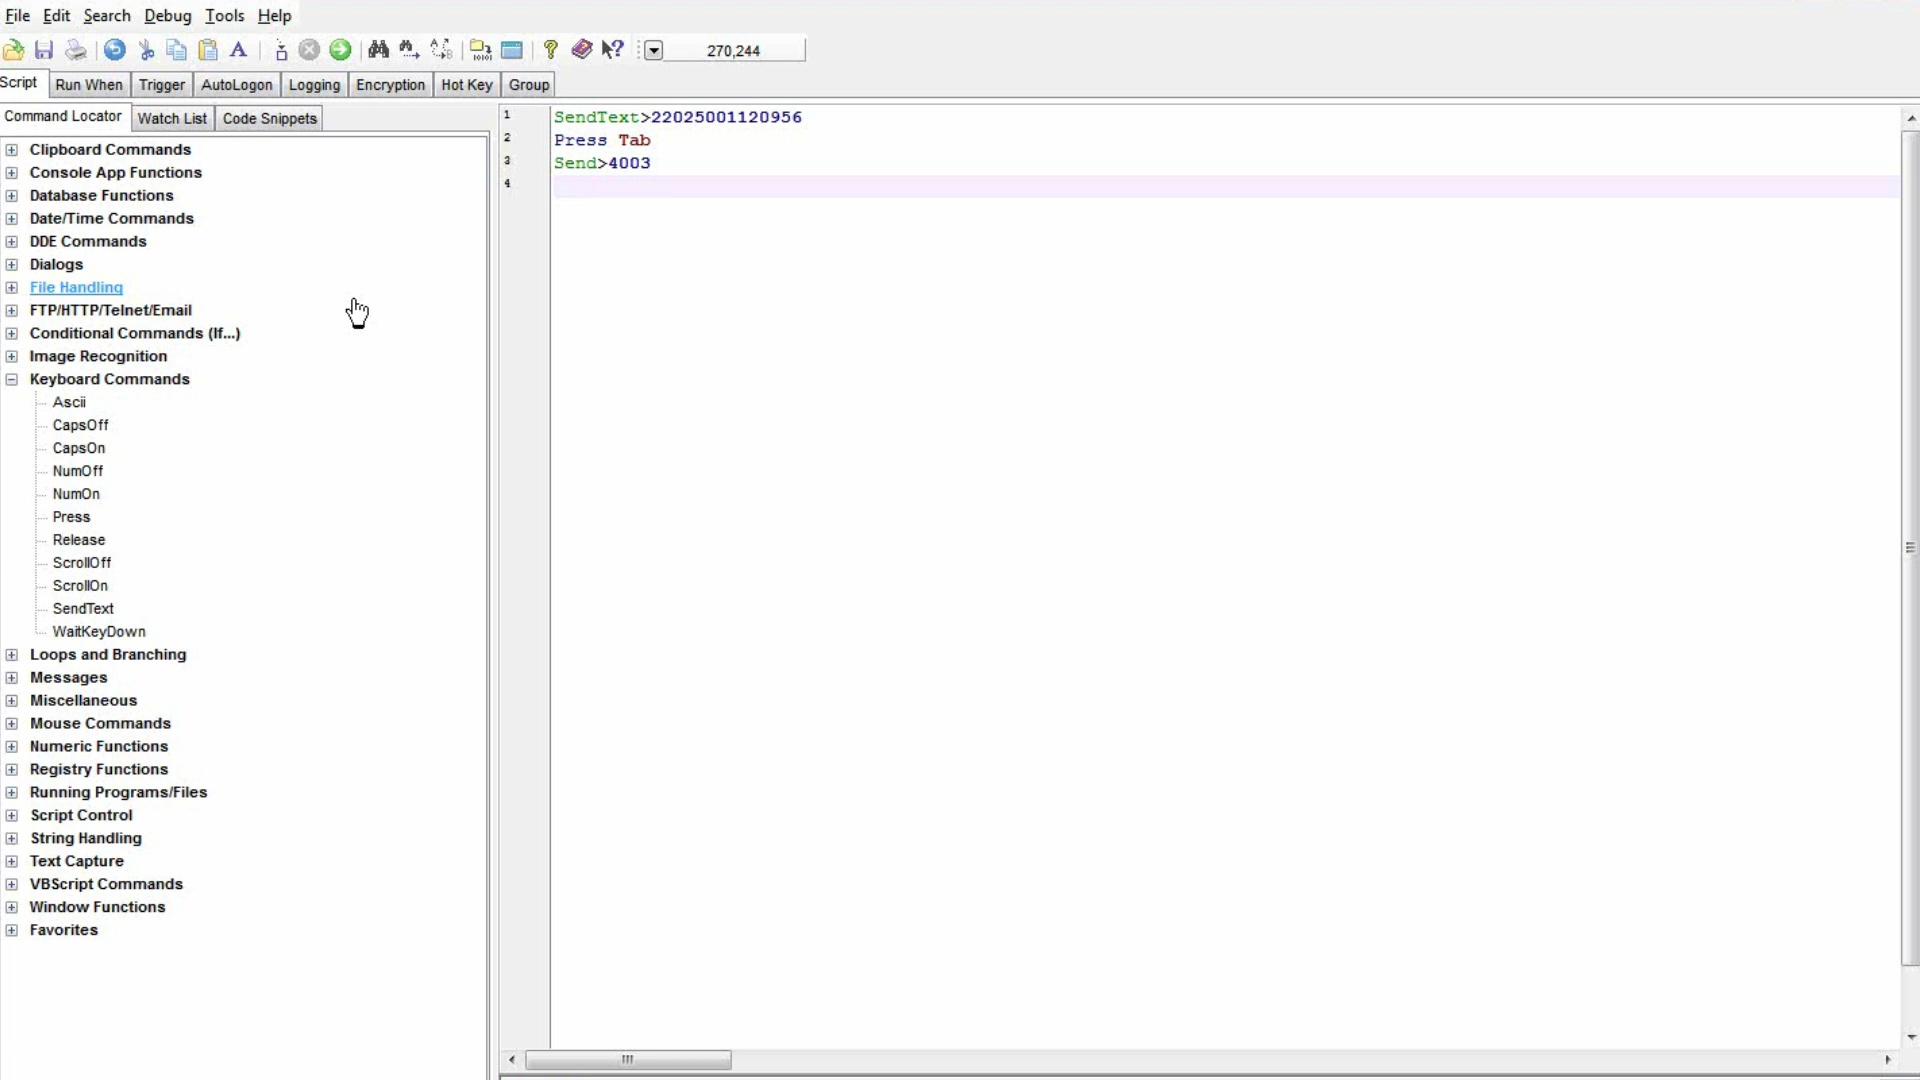 File Edit Search Debug Tools Help
270,244
Script Run When Trigger AutoLogon Logging Encryption Hot Key Group
Command Locator Watch List Code Snippets
Clipboard Commands
Console App Functions
Database Functions
Date/Time Commands
DDE Commands
Dialogs
File Handling
FTP/HTTP/Telnet/Email
Conditional Commands (If...)
Image Recognition
Keyboard Commands
Ascii
CapsOff
CapsOn
NumOff
NumOn
Press
Release
ScrollOff
ScrollOn
SendText
WaitKeyDown
Loops and Branching
Messages
Miscellaneous
Mouse Commands
Numeric Functions
Registry Functions
Running Programs/Files
Script Control
String Handling
Text Capture
VBScript Commands
Window Functions
Favorites
1 SendText>22025001120956
2 Press Tab
3 Send>4003
4